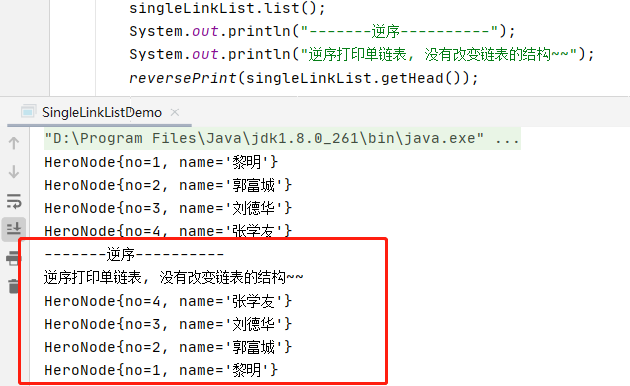 singleLinkList.list();
System.out.println("-------逆序----------");
System.out.println("逆序打印单链表, 没有改变链表的结构~~");
reversePrint(singleLinkList.getHead());
SingleLinkListDemo ×
"D:\Program Files\Java\jdk1.8.0_261\bin\java.exe" ...
HeroNode{no=1, name='黎明'}
HeroNode{no=2, name='郭富城'}
HeroNode{no=3, name='刘德华'}
HeroNode{no=4, name='张学友'}
-------逆序----------
逆序打印单链表, 没有改变链表的结构~~
HeroNode{no=4, name='张学友'}
HeroNode{no=3, name='刘德华'}
HeroNode{no=2, name='郭富城'}
HeroNode{no=1, name='黎明'}